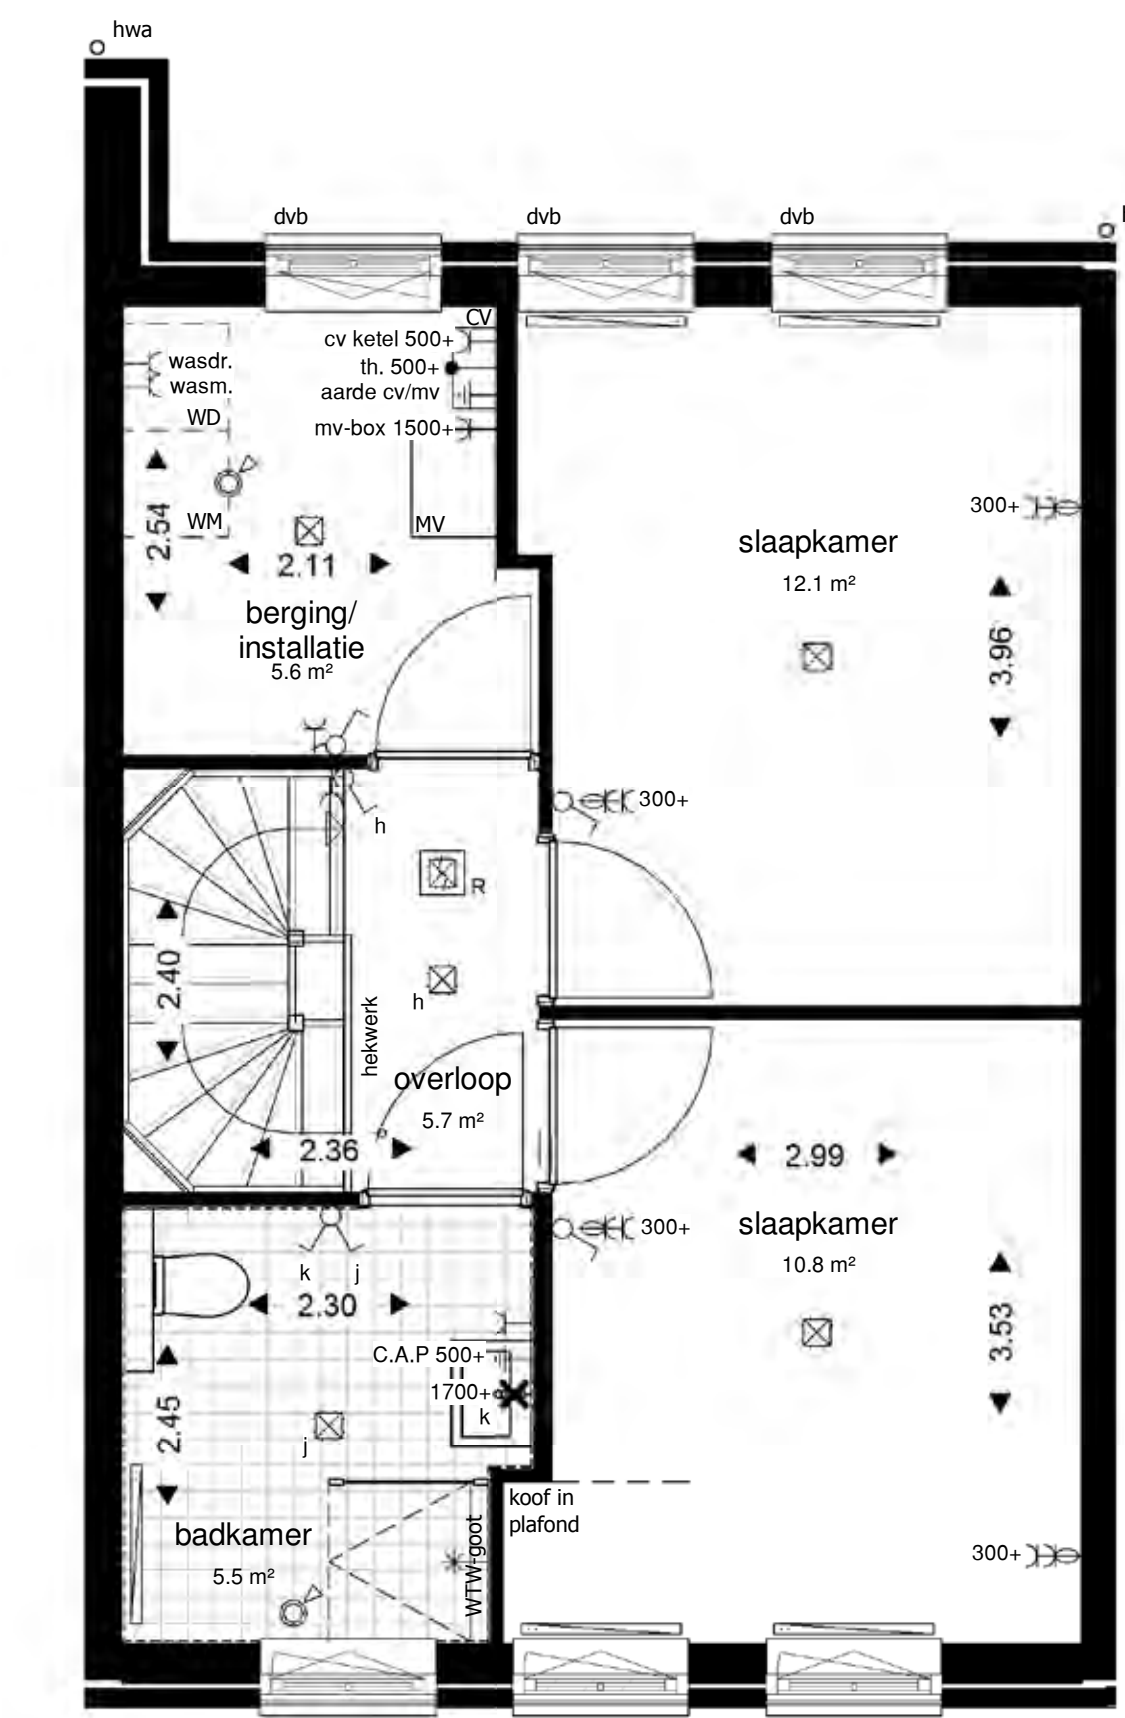 hwa
dvb
dvb
dvb
CV
cv ketel 500+
th. 500+
aarde cv/mv
mv-box 1500+
wasdr.
wasm.
WD
WM
MV
2.54
2.11
berging/
installatie
5.6 m²
300+
slaapkamer
12.1 m²
3.96
300+
h
R
h
2.40
hekwerk
overloop
5.7 m²
2.36
2.99
slaapkamer
10.8 m²
300+
3.53
k
j
2.30
C.A.P 500+
1700+
k
2.45
j
koof in
plafond
badkamer
5.5 m²
WTW-goot
300+